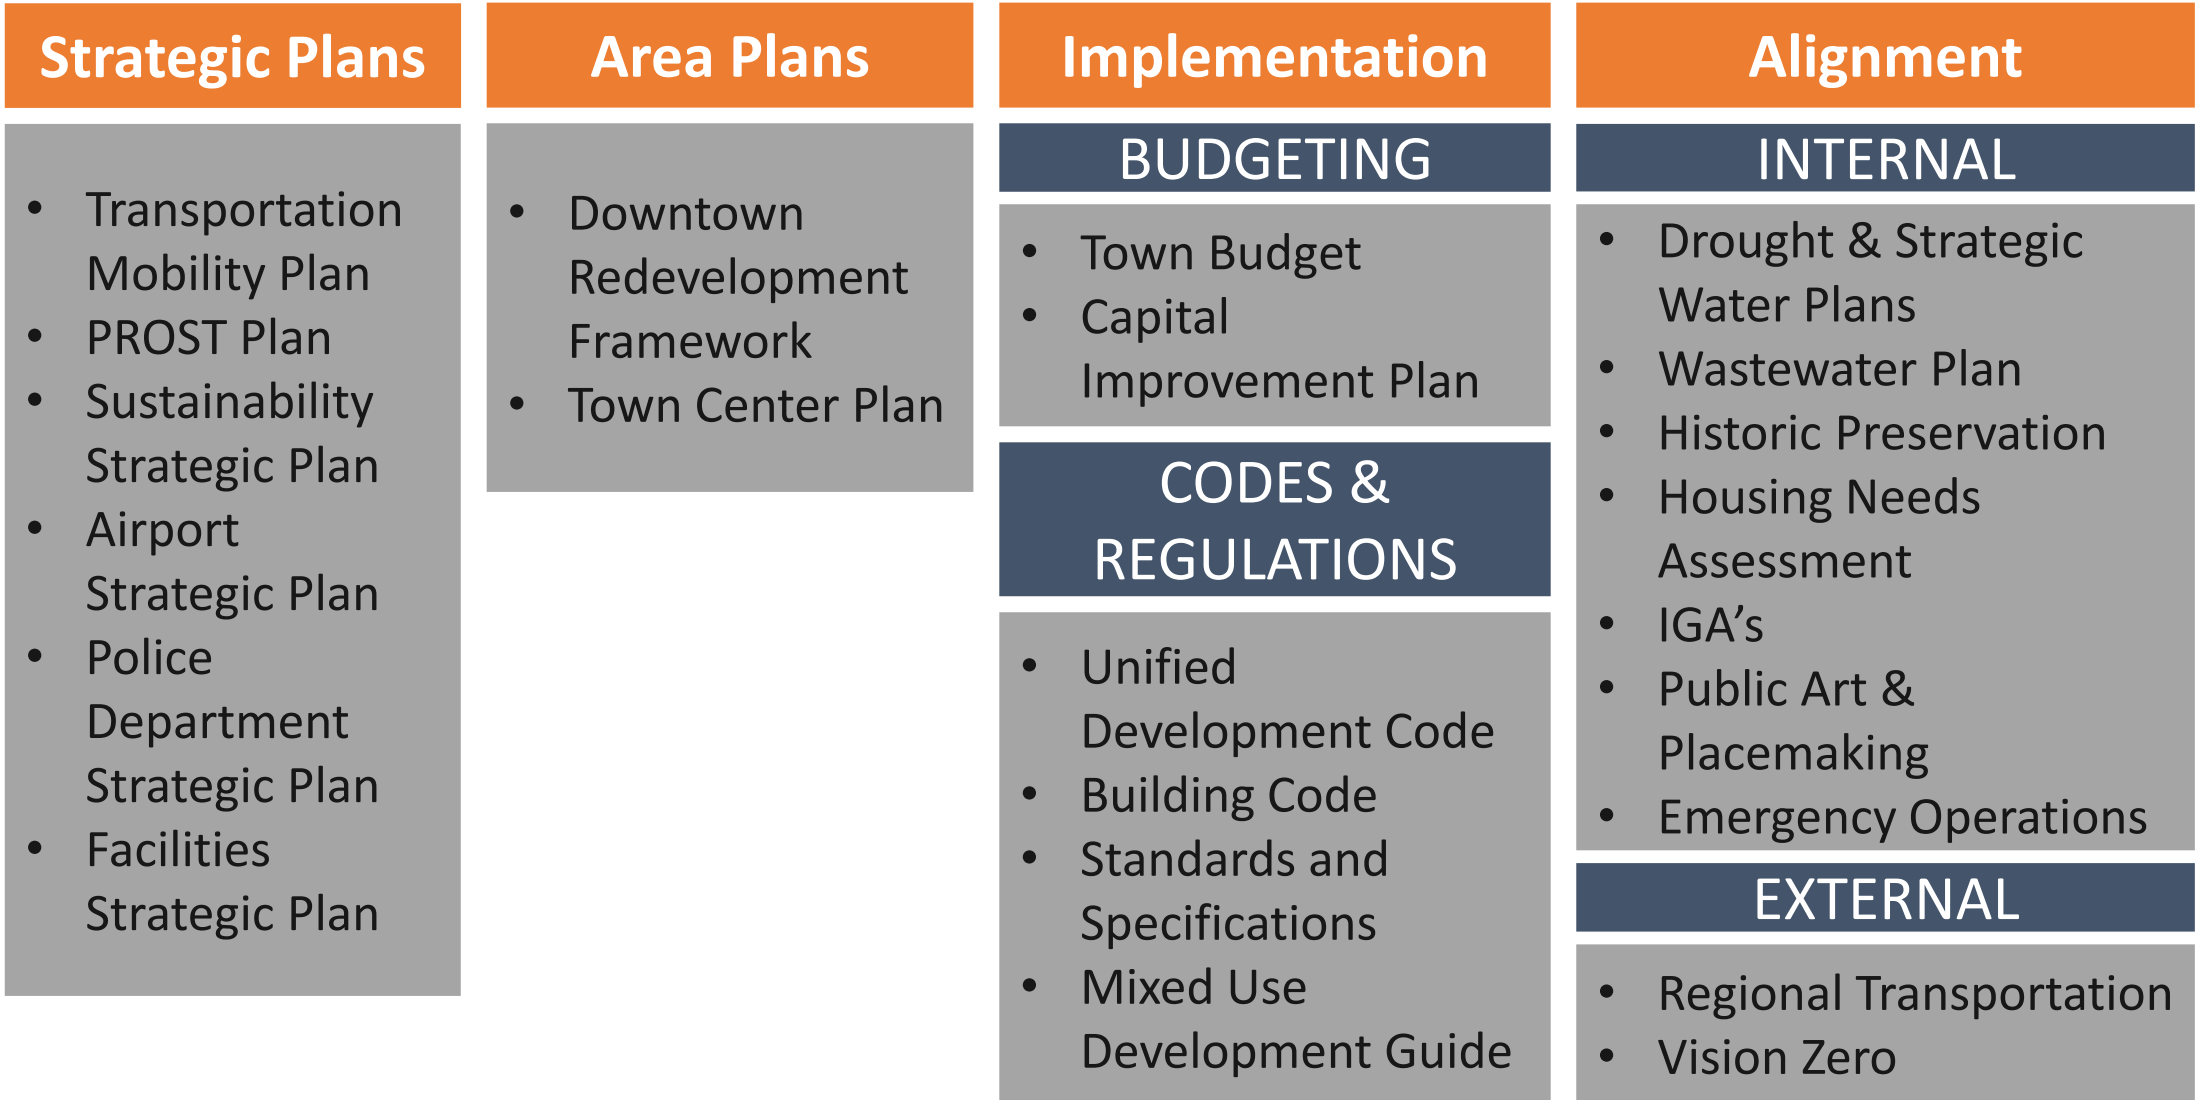 Strategic Plans
• Transportation
Mobility Plan
• PROST Plan
• Sustainability
Strategic Plan
• Airport
Strategic Plan
• Police
Department
Strategic Plan
• Facilities
Strategic Plan
Area Plans
• Downtown
Redevelopment
Framework
• Town Center Plan
Implementation
BUDGETING
• Town Budget
• Capital
Improvement Plan
CODES &
REGULATIONS
• Unified
Development Code
• Building Code
• Standards and
Specifications
• Mixed Use
Development Guide
Alignment
INTERNAL
• Drought & Strategic
Water Plans
• Wastewater Plan
• Historic Preservation
• Housing Needs
Assessment
• IGA’s
• Public Art &
Placemaking
• Emergency Operations
EXTERNAL
• Regional Transportation
• Vision Zero